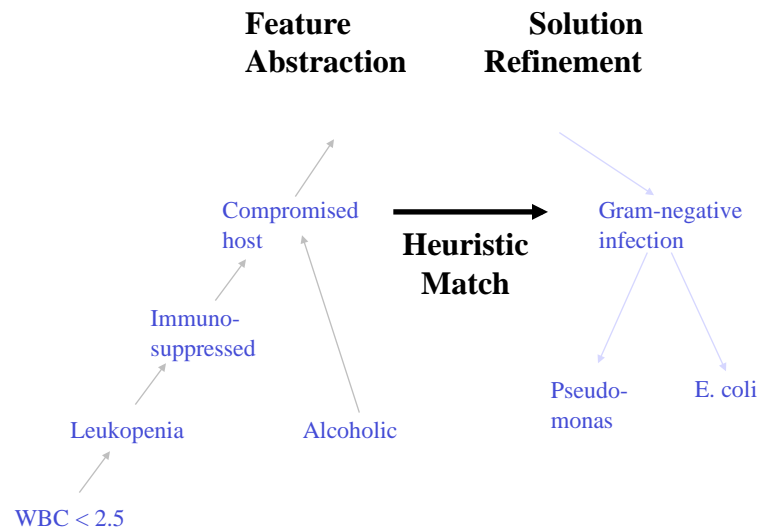 Feature
Abstraction
Solution
Refinement
Compromised
host
Heuristic
Match
Gram-negative
infection
Immuno-
suppressed
Pseudo-
monas
E. coli
Leukopenia
Alcoholic
WBC < 2.5